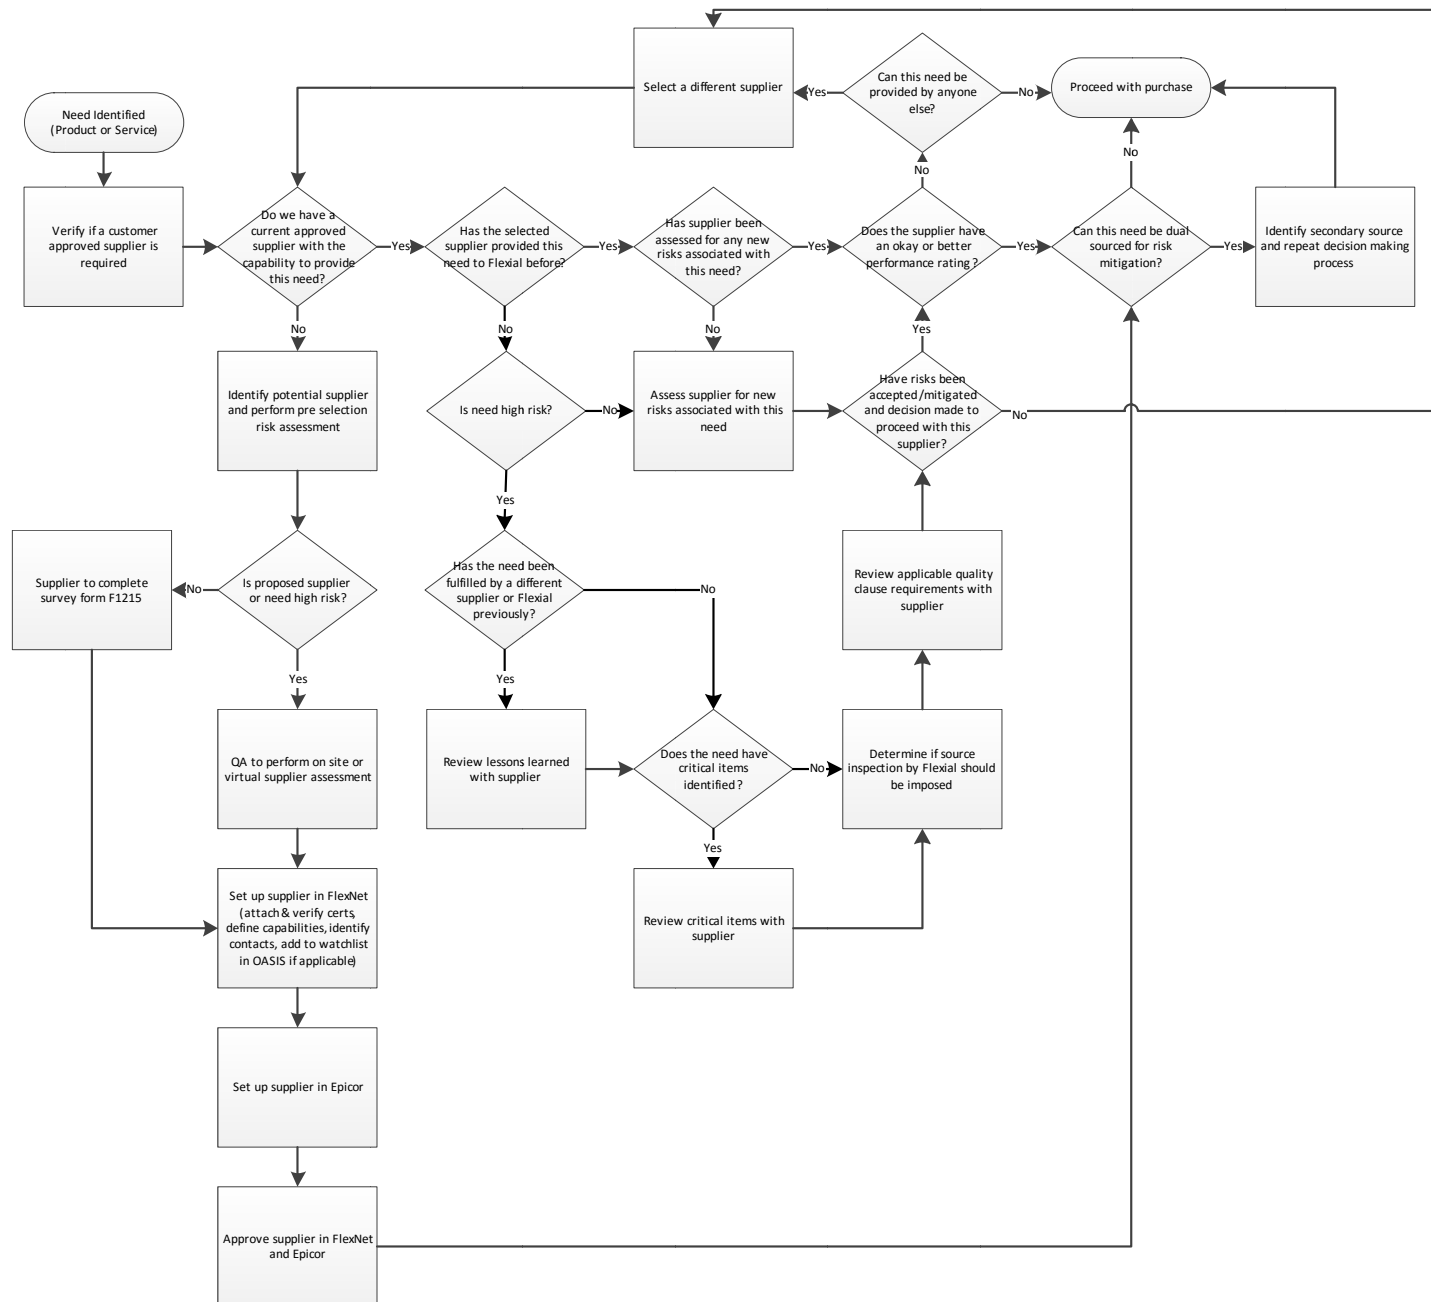 Select a different supplier
Yes
Can this need be
provided by anyone
else?
No
Proceed with purchase
Need Identified
(Product or Service)
No
No
Verify if a customer
approved supplier is
required
Do we have a
current approved
supplier with the
capability to provide
this need?
Yes
Has the selected
supplier provided this
need to Flexial before?
Yes
Has supplier been
assessed for any new
risks associated with
this need?
Yes
Does the supplier have
an okay or better
performance rating?
Yes
Can this need be dual
sourced for risk
mitigation?
Yes
Identify secondary source
and repeat decision making
process
No
No
No
Yes
Identify potential supplier
and perform pre selection
risk assessment
Is need high risk?
No
Assess supplier for new
risks associated with this
need
Have risks been
accepted/mitigated
and decision made to
proceed with this
supplier?
No
Yes
Supplier to complete
survey form F1215
No
Is proposed supplier
or need high risk?
Has the need been
fulfilled by a different
supplier or Flexial
previously?
No
Review applicable quality
clause requirements with
supplier
Yes
Yes
QA to perform on site or
virtual supplier assessment
Review lessons learned
with supplier
Does the need have
critical items
identified?
No
Determine if source
inspection by Flexial should
be imposed
Yes
Set up supplier in FlexNet
(attach & verify certs,
define capabilities, identify
contacts, add to watchlist
in OASIS if applicable)
Review critical items with
supplier
Set up supplier in Epicor
Approve supplier in FlexNet
and Epicor